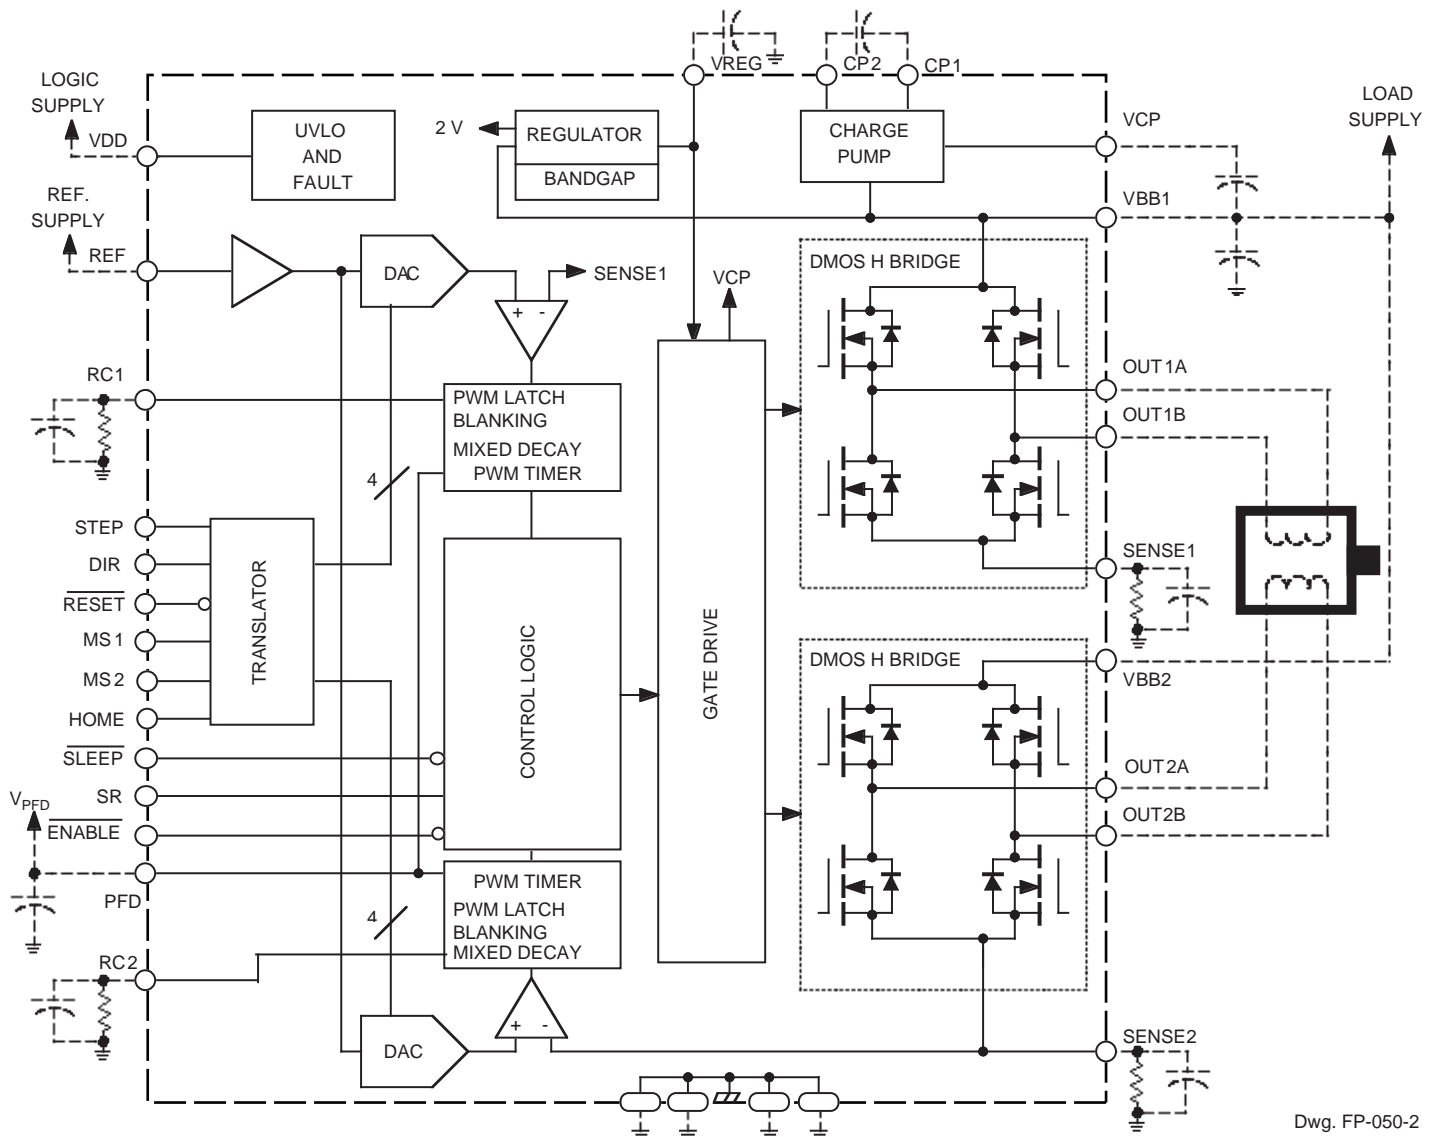 VREG
CP2
CP1
LOGIC
SUPPLY
VDD
UVLO
AND
FAULT
2 V
REGULATOR
BANDGAP
CHARGE
PUMP
VCP
LOAD
SUPPLY
REF.
SUPPLY
REF
VBB1
DAC
SENSE1
+ -
VCP
DMOS H BRIDGE
RC1
PWM LATCH
BLANKING
MIXED DECAY
PWM TIMER
OUT1A
OUT1B
4
STEP
DIR
RESET
MS1
MS2
HOME
SLEEP
SR
ENABLE
VPFD
PFD
TRANSLATOR
CONTROL LOGIC
GATE DRIVE
SENSE1
DMOS H BRIDGE
VBB2
OUT2A
OUT2B
PWM TIMER
PWM LATCH
BLANKING
MIXED DECAY
4
RC2
+ -
DAC
SENSE2
Dwg. FP-050-2